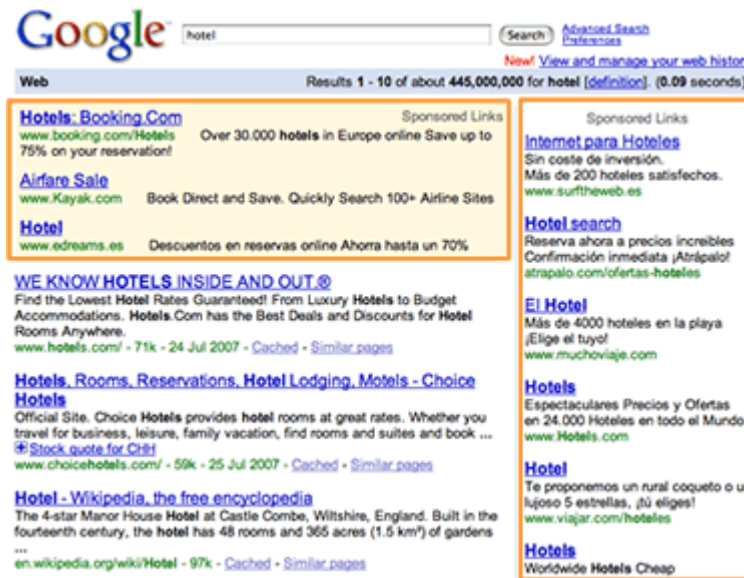 Google
hotel
Search
Advanced Search
Preferences
New! View and manage your web histor
Web
Results 1 - 10 of about 445,000,000 for hotel [definition]. (0.09 seconds)
Hotels: Booking.Com
Sponsored Links
www.booking.com/Hotels Over 30.000 hotels in Europe online Save up to
75% on your reservation!
Airfare Sale
www.Kayak.com Book Direct and Save. Quickly Search 100+ Airline Sites
Hotel
www.edreams.es Descuentos en reservas online Ahorra hasta un 70%
WE KNOW HOTELS INSIDE AND OUT.®
Find the Lowest Hotel Rates Guaranteed! From Luxury Hotels to Budget
Accommodations. Hotels.Com has the Best Deals and Discounts for Hotel
Rooms Anywhere.
www.hotels.com/ - 71k - 24 Jul 2007 - Cached - Similar pages
Hotels, Rooms, Reservations, Hotel Lodging, Motels - Choice
Hotels
Official Site. Choice Hotels provides hotel rooms at great rates. Whether you
travel for business, leisure, family vacation, find rooms and suites and book ...
Stock quote for CHH
www.choicehotels.com/ - 59k - 25 Jul 2007 - Cached - Similar pages
Hotel - Wikipedia, the free encyclopedia
The 4-star Manor House Hotel at Castle Combe, Wiltshire, England. Built in the
fourteenth century, the hotel has 48 rooms and 365 acres (1.5 km²) of gardens
...
en.wikipedia.org/wiki/Hotel - 97k - Cached - Similar pages
Sponsored Links
Internet para Hoteles
Sin coste de inversión.
Más de 200 hoteles satisfechos.
www.surftheweb.es
Hotel search
Reserva ahora a precios increibles
Confirmación inmediata ¡Atrápalo!
atrapalo.com/ofertas-hoteles
El Hotel
Más de 4000 hoteles en la playa
¡Elige el tuyo!
www.muchoviaje.com
Hotels
Espectaculares Precios y Ofertas
en 24.000 Hoteles en todo el Mundo
www.Hotels.com
Hotel
Te proponemos un rural coqueto o u
lujoso 5 estrellas, ¡tú eliges!
www.viajar.com/hoteles
Hotels
Worldwide Hotels Cheap